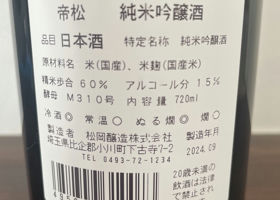 帝松　純米吟醸酒
品目 日本酒　特定名称　純米吟醸酒
原材料名　米(国産)、米麹(国産)
精米歩合 60%　アルコール分 15%
酵母　M310号　内容量 720ml
冷酒◎　常温○　ぬる燗◎　燗○
製造者　松岡醸造株式会社
埼玉県比企郡小川町下古寺7-2
TEL 0493-72-1234
製造年月
2024.09
20歳未満の
飲酒は法律
で禁止され